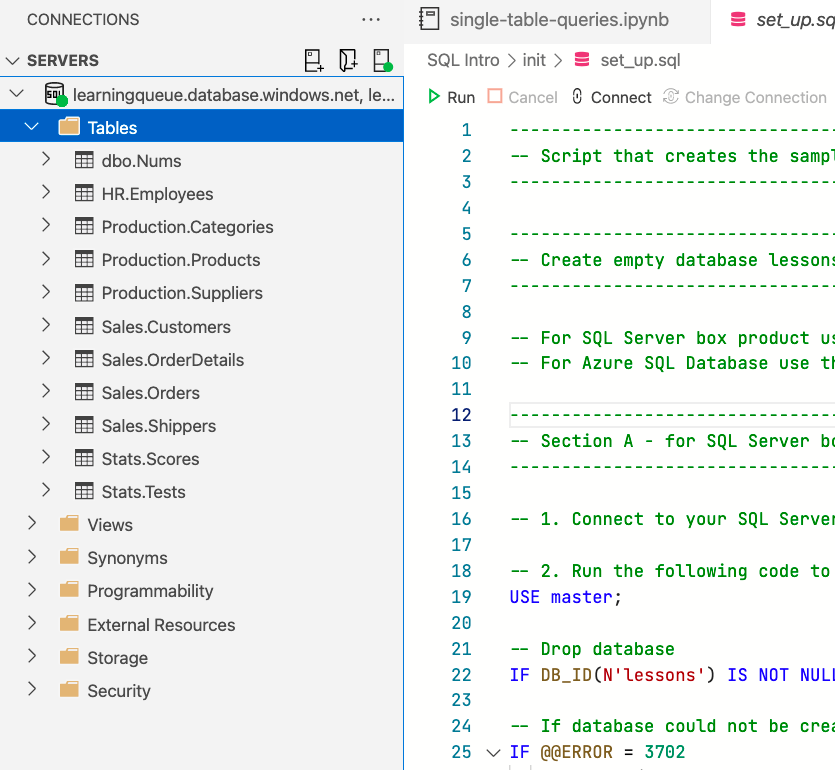 CONNECTIONS
SERVERS
SQL
learningqueue.database.windows.net, le...
Tables
dbo.Nums
HR.Employees
Production.Categories
Production.Products
Production.Suppliers
Sales.Customers
Sales.OrderDetails
Sales.Orders
Sales.Shippers
Stats.Scores
Stats.Tests
Views
Synonyms
Programmability
External Resources
Storage
Security
single-table-queries.ipynb
set_up.sq
SQL Intro > init > set_up.sql
Run Cancel Connect Change Connection
1 --------------------------------
2 -- Script that creates the samp
3 --------------------------------
4
5 --------------------------------
6 -- Create empty database lessons
7 --------------------------------
8
9 -- For SQL Server box product us
10 -- For Azure SQL Database use th
11
12 --------------------------------
13 -- Section A - for SQL Server bo
14 --------------------------------
15
16 -- 1. Connect to your SQL Server
17
18 -- 2. Run the following code to
19 USE master;
20
21 -- Drop database
22 IF DB_ID(N'lessons') IS NOT NULL
23
24 -- If database could not be crea
25 IF @@ERROR = 3702